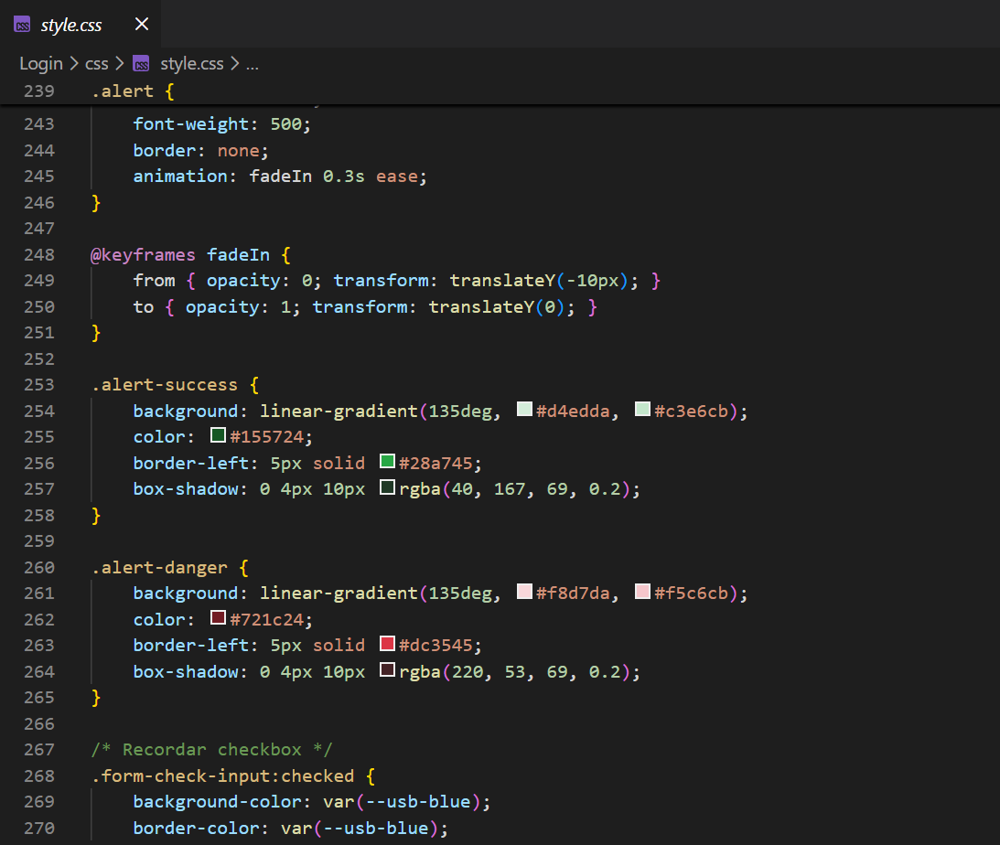 style.css
Login > css > style.css > ...
239 .alert {
243     font-weight: 500;
244     border: none;
245     animation: fadeIn 0.3s ease;
246 }
247
248 @keyframes fadeIn {
249     from { opacity: 0; transform: translateY(-10px); }
250     to { opacity: 1; transform: translateY(0); }
251 }
252
253 .alert-success {
254     background: linear-gradient(135deg, #d4edda, #c3e6cb);
255     color: #155724;
256     border-left: 5px solid #28a745;
257     box-shadow: 0 4px 10px rgba(40, 167, 69, 0.2);
258 }
259
260 .alert-danger {
261     background: linear-gradient(135deg, #f8d7da, #f5c6cb);
262     color: #721c24;
263     border-left: 5px solid #dc3545;
264     box-shadow: 0 4px 10px rgba(220, 53, 69, 0.2);
265 }
266
267 /* Recordar checkbox */
268 .form-check-input:checked {
269     background-color: var(--usb-blue);
270     border-color: var(--usb-blue);